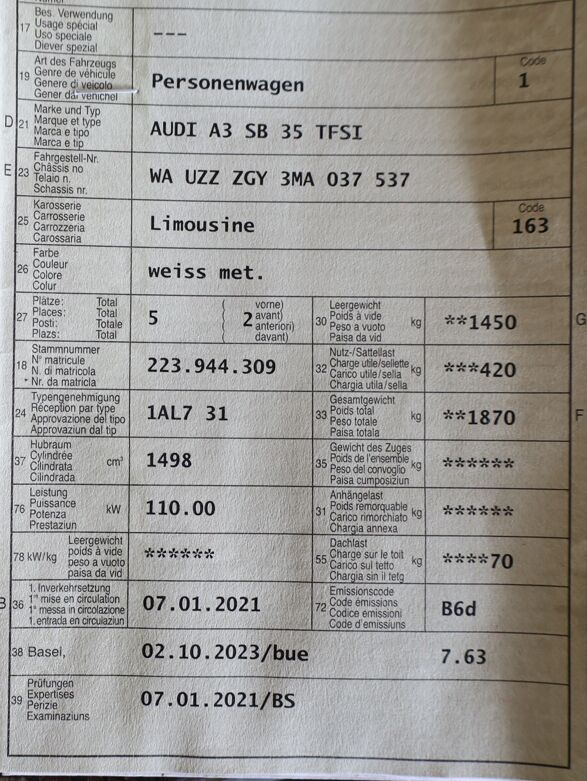 17 Bes. Verwendung
Usage spécial
Uso speciale
Diever spezial
---
19 Art des Fahrzeugs
Genre de véhicule
Genere di veicolo
Gener da vehichel
Personenwagen
Code
1
D 21 Marke und Typ
Marque et type
Marca e tipo
Marca e tip
AUDI A3 SB 35 TFSI
E 23 Fahrgestell-Nr.
Châssis no
Telaio n.
Schassis nr.
WA UZZ ZGY 3MA 037 537
25 Karosserie
Carrosserie
Carrozzeria
Carossaria
Limousine
Code
163
26 Farbe
Couleur
Colore
Colur
weiss met.
27 Plätze: Total
Places: Total
Posti: Totale
Plazs: Total
5
( vorne)
( 2 avant)
( anteriori)
( davant)
30 Leergewicht
Poids à vide
Peso a vuoto
Paisa da vid
kg
**1450
G
18 Stammnummer
N° matricule
N. di matricola
Nr. da matricla
223.944.309
32 Nutz-/Sattellast
Charge utile/sellette
Carico utile/sella
Chargia utila/sella
kg
***420
24 Typengenehmigung
Réception par type
Approvazione del tipo
Approvaziun dal tip
1AL7 31
33 Gesamtgewicht
Poids total
Peso totale
Paisa totala
kg
**1870
F
37 Hubraum
Cylindrée
Cilindrata
Cilindrada
cm³
1498
35 Gewicht des Zuges
Poids de l'ensemble
Peso del convoglio
Paisa cumposiziun
kg
******
76 Leistung
Puissance
Potenza
Prestaziun
kW
110.00
31 Anhängelast
Poids remorquable
Carico rimorchiato
Chargia annexa
kg
******
78 kW/kg
Leergewicht
poids à vide
peso a vuoto
paisa da vid
******
55 Dachlast
Charge sur le toit
Carico sul tetto
Chargia sin il tetg
kg
****70
B 36 1. Inverkehrsetzung
1re mise en circulation
1a messa in circolazione
1. entrada en circulaziun
07.01.2021
72 Emissionscode
Code émissions
Codice emissioni
Code d'emissiuns
B6d
38 Basel,
02.10.2023/bue
7.63
39 Prüfungen
Expertises
Perizie
Examinaziuns
07.01.2021/BS